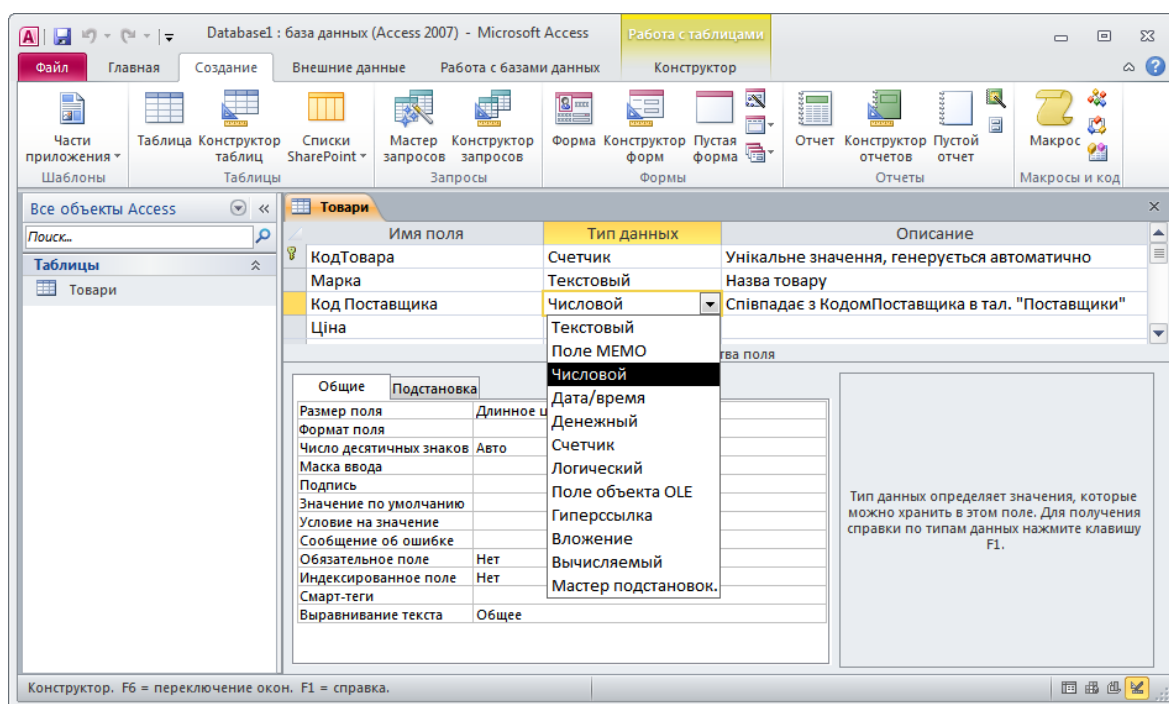 Database1 : база данных (Access 2007) - Microsoft Access
Работа с таблицами
Файл Главная Создание Внешние данные Работа с базами данных Конструктор
Части приложения
Таблица
Конструктор таблиц
Списки SharePoint
Мастер запросов
Конструктор запросов
Форма
Конструктор форм
Пустая форма
Отчет
Конструктор отчетов
Пустой отчет
Макрос
Шаблоны Таблицы Запросы Формы Отчеты Макросы и код
Все объекты Access
Поиск...
Таблицы
Товари
Товари
Имя поля Тип данных Описание
КодТовара Счетчик Унікальне значення, генерується автоматично
Марка Текстовый Назва товару
Код Поставщика Числовой Співпадає з КодомПоставщика в тал. "Поставщики"
Ціна
Текстовый
Поле МЕМО
Числовой
Дата/время
Денежный
Счетчик
Логический
Поле объекта OLE
Гиперссылка
Вложение
Вычисляемый
Мастер подстановок.
поля
Общие Подстановка
Размер поля Длинное
Формат поля
Число десятичных знаков Авто
Маска ввода
Подпись
Значение по умолчанию
Условие на значение
Сообщение об ошибке
Обязательное поле Нет
Индексированное поле Нет
Смарт-теги
Выравнивание текста Общее
Тип данных определяет значения, которые
можно хранить в этом поле. Для получения
справки по типам данных нажмите клавишу
F1.
Конструктор. F6 = переключение окон. F1 = справка.